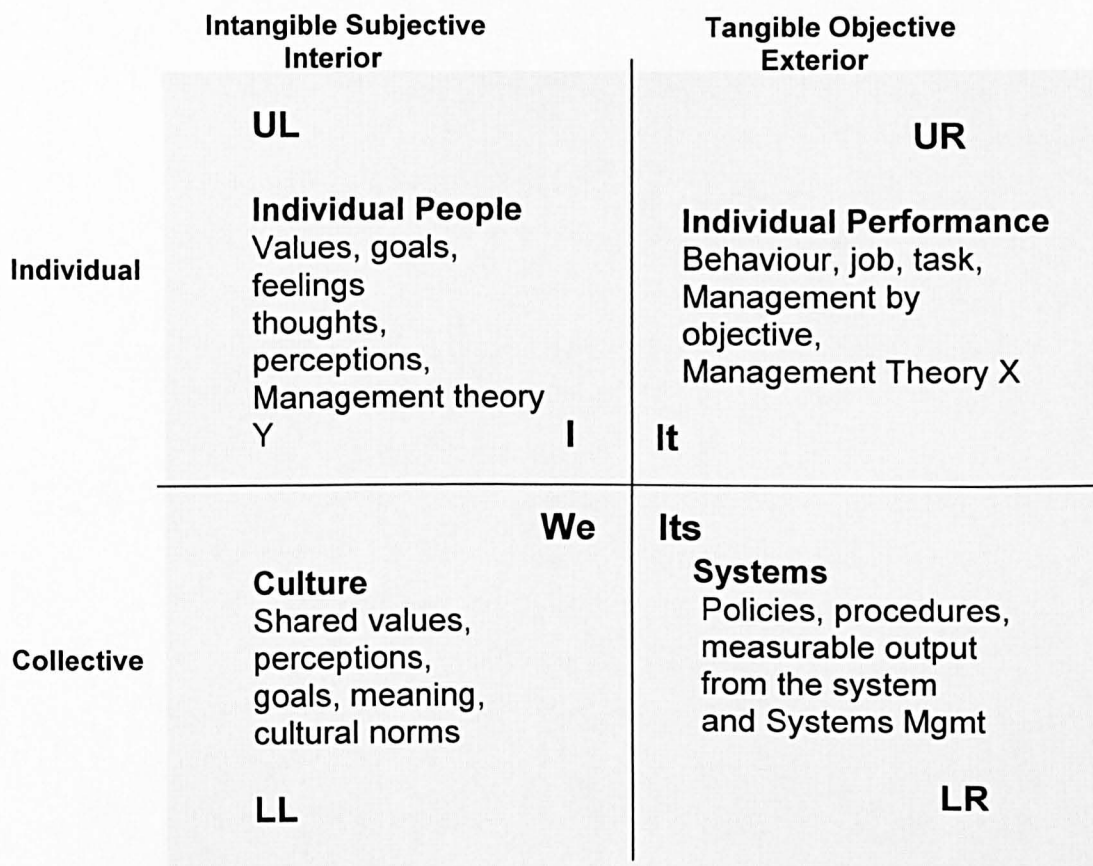 Intangible Subjective
Interior
Tangible Objective
Exterior
UL
UR
Individual
Individual People
Values, goals,
feelings
thoughts,
perceptions,
Management theory
Y
I
Individual Performance
Behaviour, job, task,
Management by
objective,
Management Theory X
It
Collective
We
Culture
Shared values,
perceptions,
goals, meaning,
cultural norms
LL
Its
Systems
Policies, procedures,
measurable output
from the system
and Systems Mgmt
LR